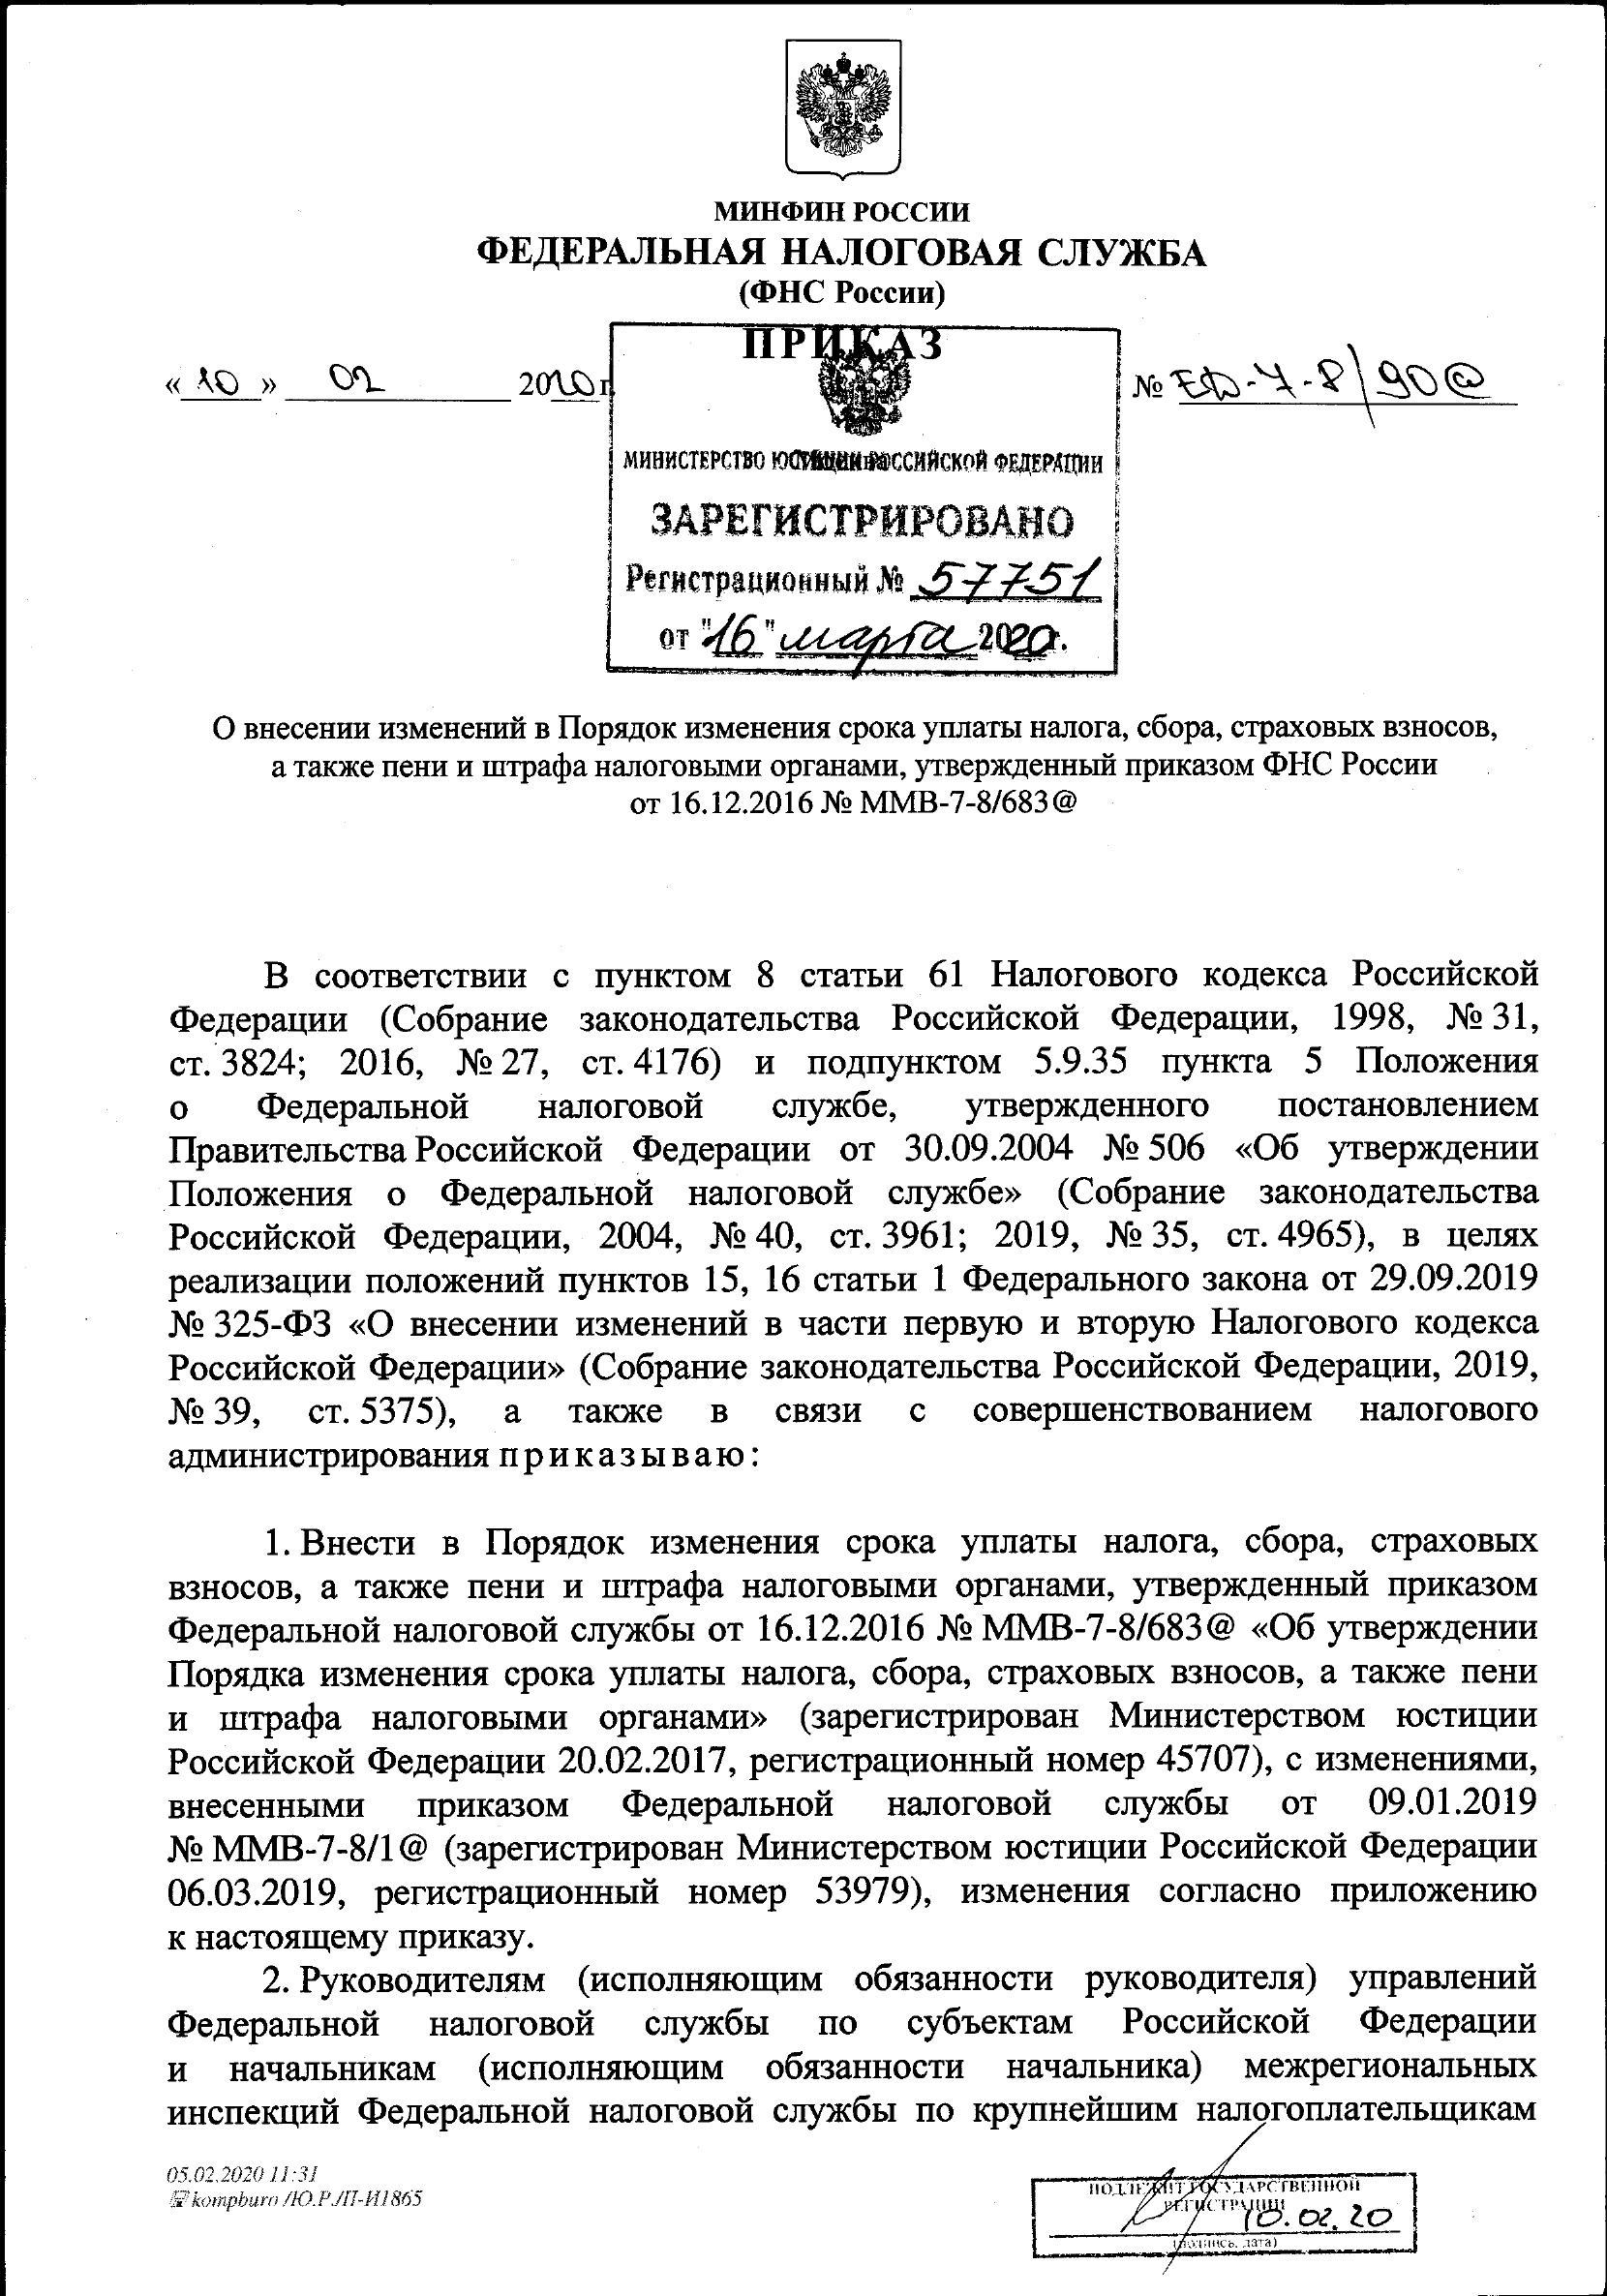 МИНФИН РОССИИ
ФЕДЕРАЛЬНАЯ НАЛОГОВАЯ СЛУЖБА
(ФНС России)
ПРИКАЗ
«10» 02 2020 г.
№ ЕД-7-8/90@
МИНИСТЕРСТВО ЮСТИЦИИ РОССИЙСКОЙ ФЕДЕРАЦИИ
ЗАРЕГИСТРИРОВАНО
Регистрационный № 57751
от "16" марта 2020г.
О внесении изменений в Порядок изменения срока уплаты налога, сбора, страховых взносов,
а также пени и штрафа налоговыми органами, утвержденный приказом ФНС России
от 16.12.2016 № ММВ-7-8/683@
В соответствии с пунктом 8 статьи 61 Налогового кодекса Российской
Федерации (Собрание законодательства Российской Федерации, 1998, № 31,
ст. 3824; 2016, № 27, ст. 4176) и подпунктом 5.9.35 пункта 5 Положения
о Федеральной налоговой службе, утвержденного постановлением
Правительства Российской Федерации от 30.09.2004 № 506 «Об утверждении
Положения о Федеральной налоговой службе» (Собрание законодательства
Российской Федерации, 2004, № 40, ст. 3961; 2019, № 35, ст. 4965), в целях
реализации положений пунктов 15, 16 статьи 1 Федерального закона от 29.09.2019
№ 325-ФЗ «О внесении изменений в части первую и вторую Налогового кодекса
Российской Федерации» (Собрание законодательства Российской Федерации, 2019,
№ 39, ст. 5375), а также в связи с совершенствованием налогового
администрирования приказываю:
1. Внести в Порядок изменения срока уплаты налога, сбора, страховых
взносов, а также пени и штрафа налоговыми органами, утвержденный приказом
Федеральной налоговой службы от 16.12.2016 № ММВ-7-8/683@ «Об утверждении
Порядка изменения срока уплаты налога, сбора, страховых взносов, а также пени
и штрафа налоговыми органами» (зарегистрирован Министерством юстиции
Российской Федерации 20.02.2017, регистрационный номер 45707), с изменениями,
внесенными приказом Федеральной налоговой службы от 09.01.2019
№ ММВ-7-8/1@ (зарегистрирован Министерством юстиции Российской Федерации
06.03.2019, регистрационный номер 53979), изменения согласно приложению
к настоящему приказу.
2. Руководителям (исполняющим обязанности руководителя) управлений
Федеральной налоговой службы по субъектам Российской Федерации
и начальникам (исполняющим обязанности начальника) межрегиональных
инспекций Федеральной налоговой службы по крупнейшим налогоплательщикам
05.02.2020 11:31
kompburo /Ю.Р./П-И1865
ПОДЛЕЖИТ ГОСУДАРСТВЕННОЙ
РЕГИСТРАЦИИ
10.02.20
(подпись, дата)